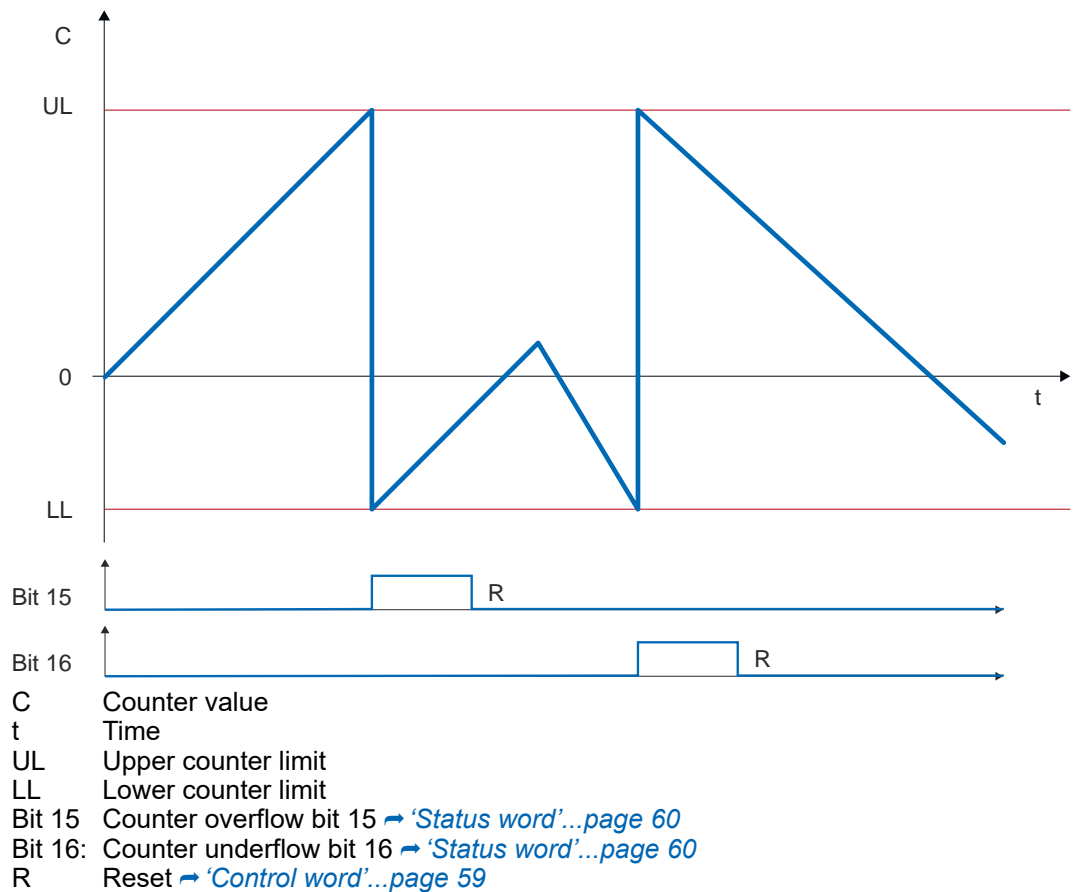 C
UL
0
t
LL
Bit 15
R
Bit 16
R
C Counter value
t Time
UL Upper counter limit
LL Lower counter limit
Bit 15 Counter overflow bit 15 ➦ 'Status word'...page 60
Bit 16: Counter underflow bit 16 ➦ 'Status word'...page 60
R Reset ➦ 'Control word'...page 59